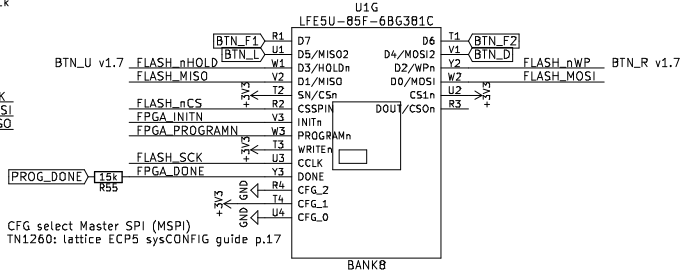 U1G
LFE5U-85F-6BG381C
BTN_F1 R1 D7 D6 T1 BTN_F2
BTN_L U1 D5/MISO2 D4/MOSI2 V1 BTN_D
BTN_U v1.7 FLASH_nHOLD W1 D3/HOLDn D2/WPn Y2 FLASH_nWP BTN_R v1.7
FLASH_MISO V2 D1/MISO D0/MOSI W2 FLASH_MOSI
+3V3 T2 SN/CSn CS1n U2 +3V3
FLASH_nCS R2 CSSPIN DOUT/CSOn R3
FPGA_INITN V3 INITn
FPGA_PROGRAMN W3 PROGRAMn
+3V3 T3 WRITEn
FLASH_SCK U3 CCLK
PROG_DONE 15k FPGA_DONE Y3 DONE
R55
GND R4 CFG_2
+3V3 T4 CFG_1
GND U4 CFG_0
CFG select Master SPI (MSPI)
TN1260: lattice ECP5 sysCONFIG guide p.17
BANK8